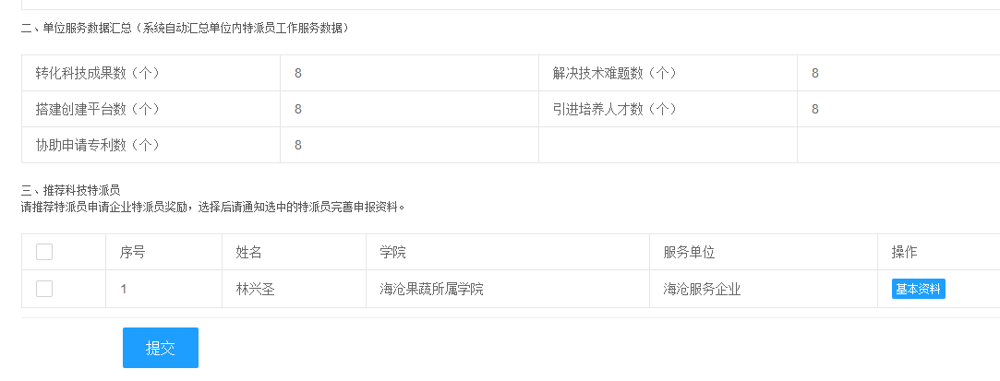 二、单位服务数据汇总（系统自动汇总单位内特派员工作服务数据）
转化科技成果数（个） 8 解决技术难题数（个） 8
搭建创建平台数（个） 8 引进培养人才数（个） 8
协助申请专利数（个） 8
三、推荐科技特派员
请推荐特派员申请企业特派员奖励，选择后请通知选中的特派员完善申报资料。
序号 姓名 学院 服务单位 操作
1 林兴圣 海沧果蔬所属学院 海沧服务企业 基本资料
提交